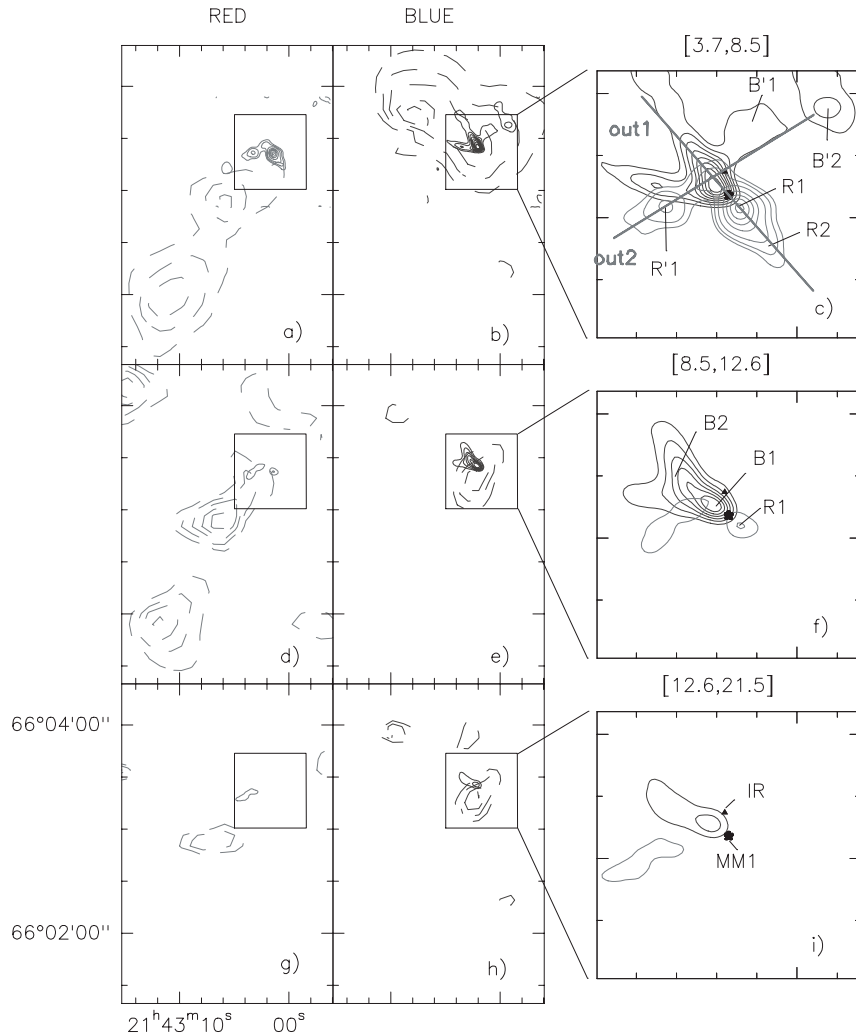 RED
BLUE
[3.7,8.5]
B'1
out1
B'2
R1
R2
out2
R'1
a)
b)
c)
[8.5,12.6]
B2
B1
R1
d)
e)
f)
[12.6,21.5]
66°04'00"
IR
MM1
66°02'00"
g)
h)
i)
21h43m10s 00s